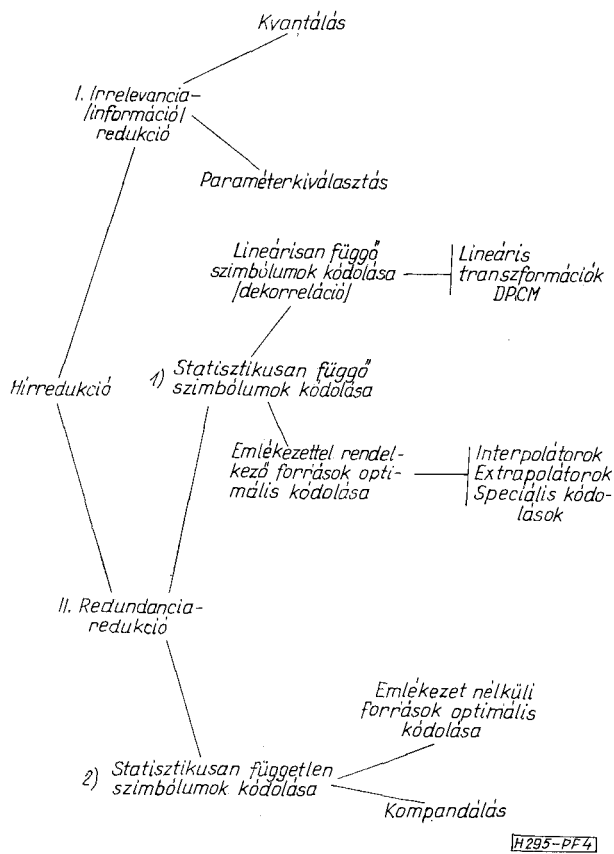 Kvantálás
I. Irrelevancia-
/információ/
redukció
Paraméterkiválasztás
Lineárisan függő
szimbólumok kódolása
/dekorreláció/
Lineáris
transzformációk
DPCM
1) Statisztikusan függő
szimbólumok kódolása
Hírredukció
Emlékezettel rendel-
kező források opti-
mális kódolása
Interpolátorok
Extrapolátorok
Speciális kódo-
lások
II. Redundancia-
redukció
Emlékezet nélküli
források optimális
kódolása
2) Statisztikusan független
szimbólumok kódolása
Kompandálás
H295-PF4